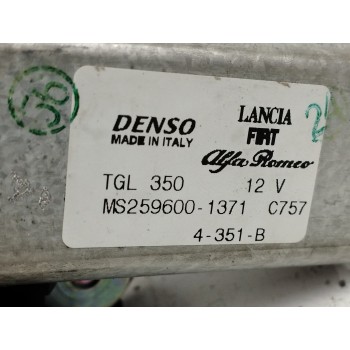 DENSO
MADE IN ITALY
LANCIA
FIAT
Alfa Romeo
TGL 350 12 V
MS259600-1371 C757
4-351-B